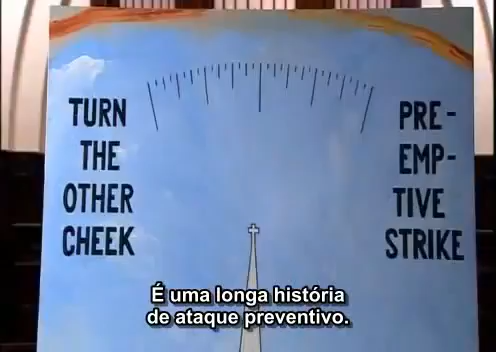 TURN
THE
OTHER
CHEEK
PRE-
EMP-
TIVE
STRIKE
É uma longa história
de ataque preventivo.